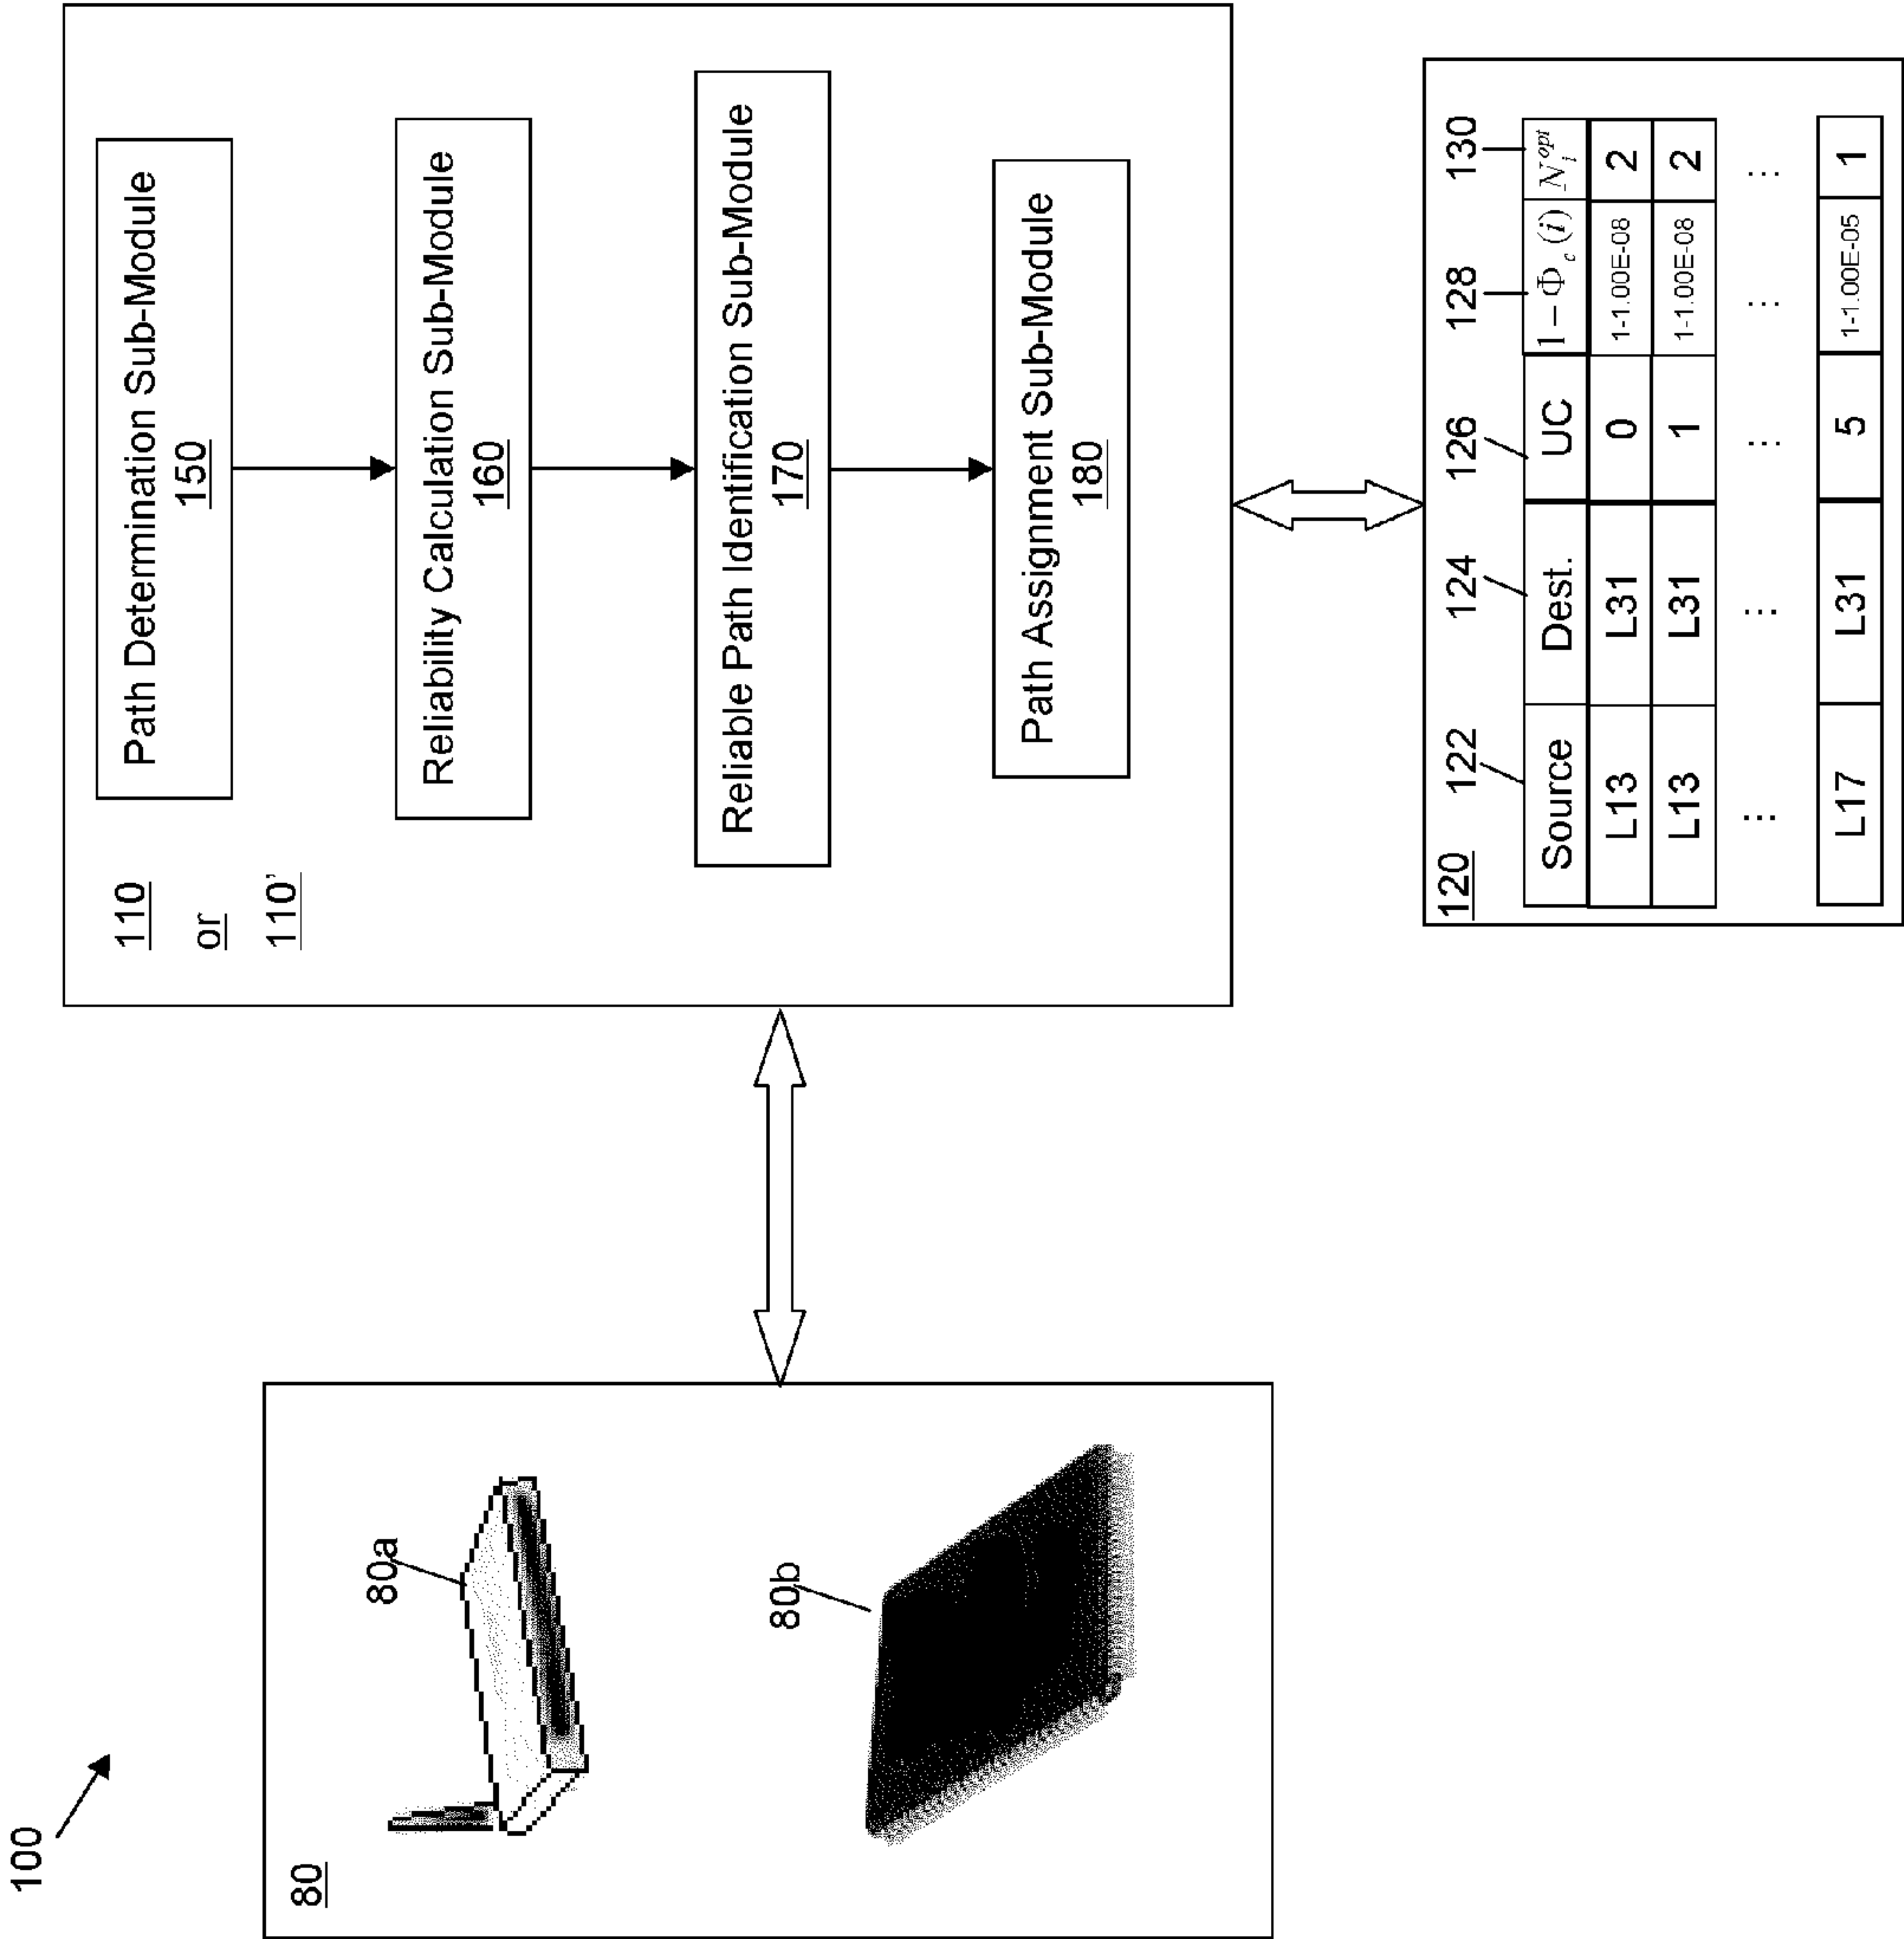 100
80
80a
80b
110
or
110'
Path Determination Sub-Module
150
Reliability Calculation Sub-Module
160
Reliable Path Identification Sub-Module
170
Path Assignment Sub-Module
180
120
122 124 126 128 130
Source Dest. UC 1−Φc(i) Ni^opt
L13 L31 0 1-1.00E-08 2
L13 L31 1 1-1.00E-08 2
... ... ... ... ...
L17 L31 5 1-1.00E-05 1